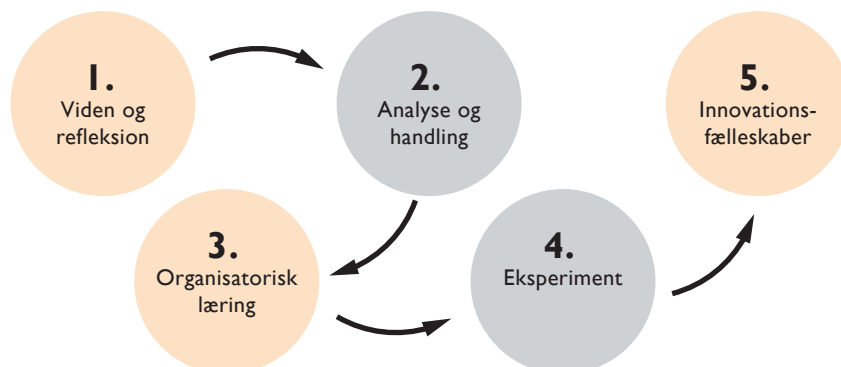 1.
Viden og
refleksion
2.
Analyse og
handling
3.
Organisatorisk
læring
4.
Eksperiment
5.
Innovations-
fælleskaber